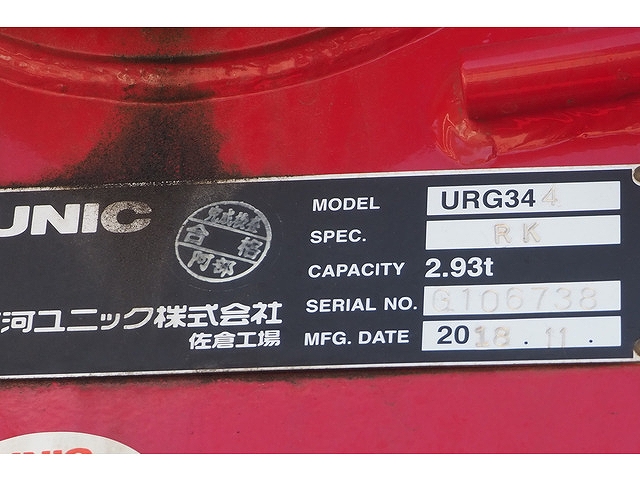 UNIC
完成検査
合格
阿部
河ユニック株式会社
佐倉工場
MODEL URG344
SPEC. RK
CAPACITY 2.93t
SERIAL NO. G106738
MFG. DATE 2018.11.
UNIC